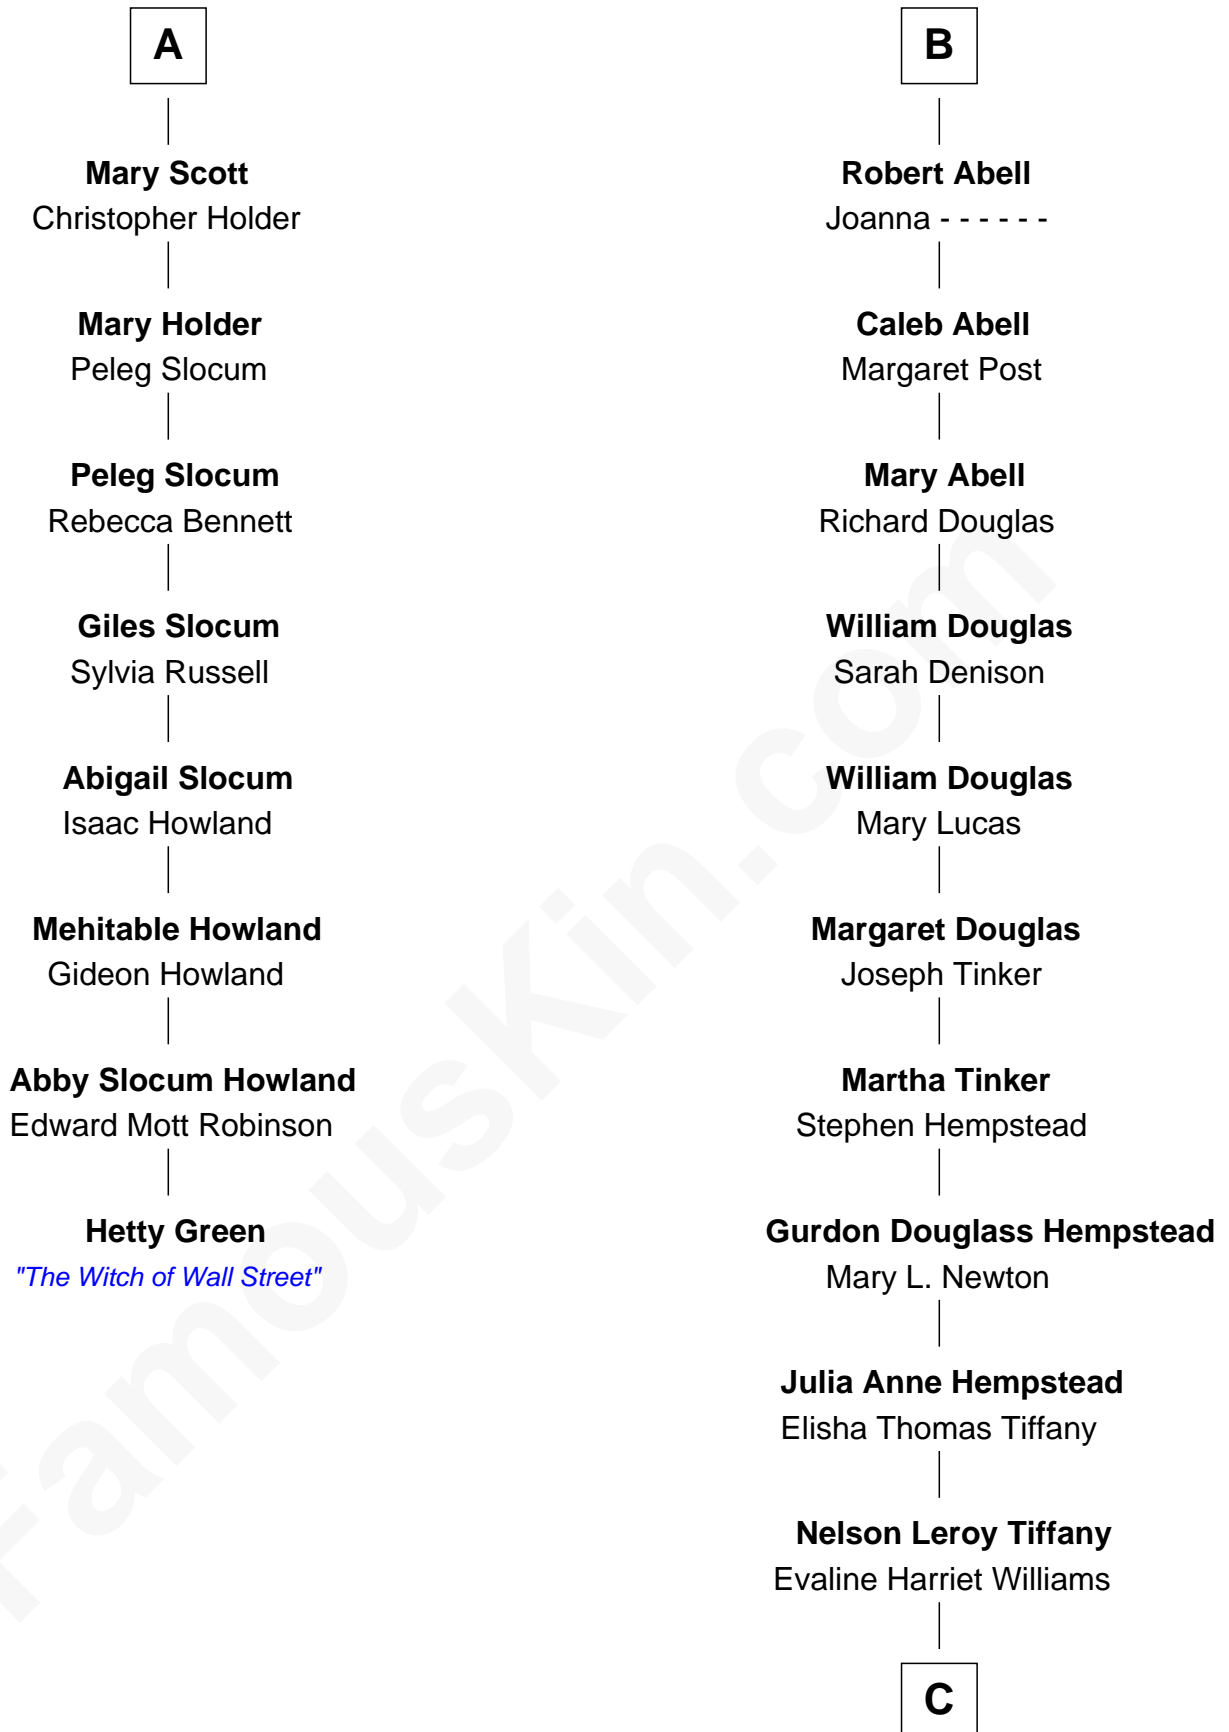 A
Mary Scott
Christopher Holder
Mary Holder
Peleg Slocum
Peleg Slocum
Rebecca Bennett
Giles Slocum
Sylvia Russell
Abigail Slocum
Isaac Howland
Mehitable Howland
Gideon Howland
Abby Slocum Howland
Edward Mott Robinson
Hetty Green
"The Witch of Wall Street"
B
Robert Abell
Joanna - - - - - -
Caleb Abell
Margaret Post
Mary Abell
Richard Douglas
William Douglas
Sarah Denison
William Douglas
Mary Lucas
Margaret Douglas
Joseph Tinker
Martha Tinker
Stephen Hempstead
Gurdon Douglass Hempstead
Mary L. Newton
Julia Anne Hempstead
Elisha Thomas Tiffany
Nelson Leroy Tiffany
Evaline Harriet Williams
C
FamousKin.com